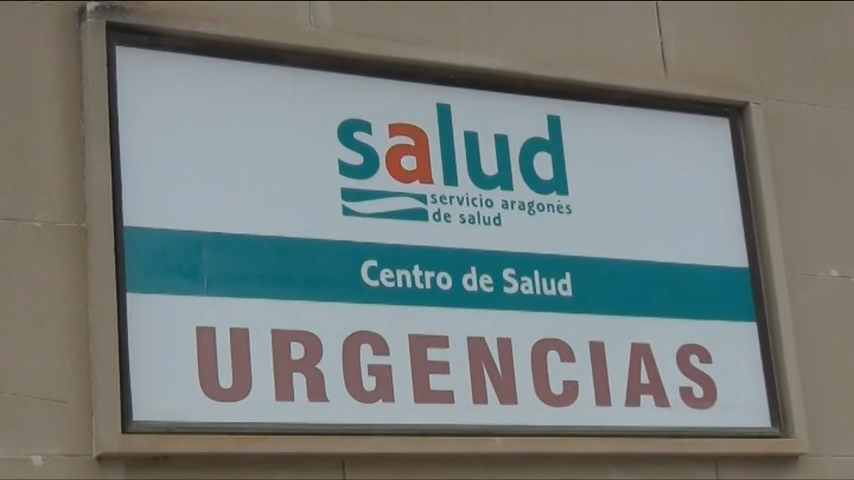 salud
servicio aragonés
de salud
Centro de Salud
URGENCIAS